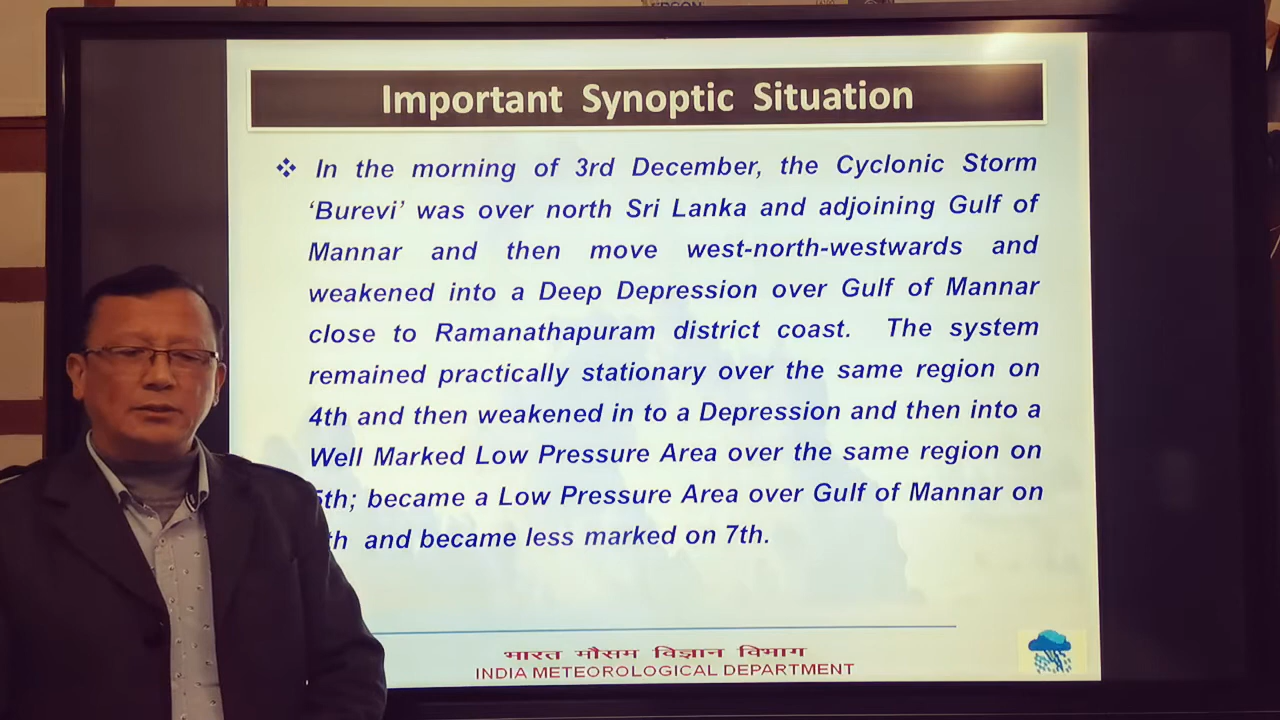 Important Synoptic Situation
❖ In the morning of 3rd December, the Cyclonic Storm
‘Burevi’ was over north Sri Lanka and adjoining Gulf of
Mannar and then move west-north-westwards and
weakened into a Deep Depression over Gulf of Mannar
close to Ramanathapuram district coast. The system
remained practically stationary over the same region on
4th and then weakened in to a Depression and then into a
Well Marked Low Pressure Area over the same region on
5th; became a Low Pressure Area over Gulf of Mannar on
and became less marked on 7th.
भारत मौसम विज्ञान विभाग
INDIA METEOROLOGICAL DEPARTMENT